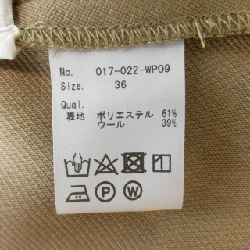 No. 017-022-WP09
Size. 36
Qual.
表地 ポリエステル 61%
ウール 39%
P W